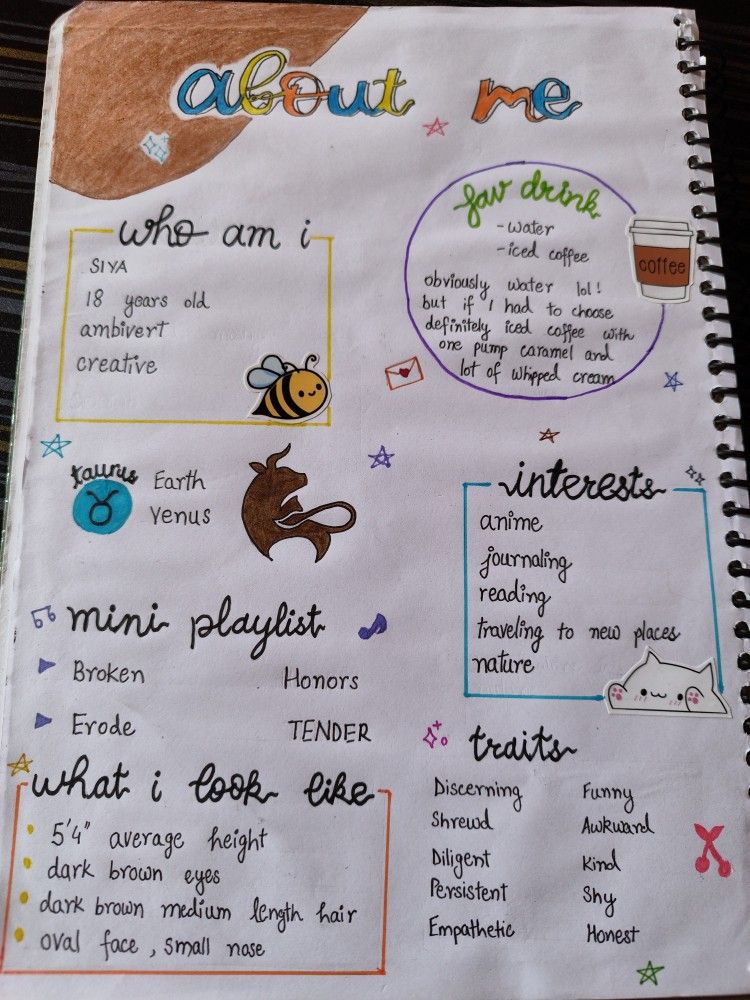 about me
who am i
SIYA
18 years old
ambivert
creative
fav drink
-water
-iced coffee
obviously water lol!
but if I had to choose
definitely iced coffee with
one pump caramel and
lot of whipped cream
coffee
taurus
Earth
Venus
interests
anime
journaling
reading
traveling to new places
nature
mini playlist
Broken Honors
Erode TENDER
what i look like
5'4" average height
dark brown eyes
dark brown medium length hair
oval face, small nose
traits
Discerning Funny
Shrewd Awkward
Diligent Kind
Persistent Shy
Empathetic Honest